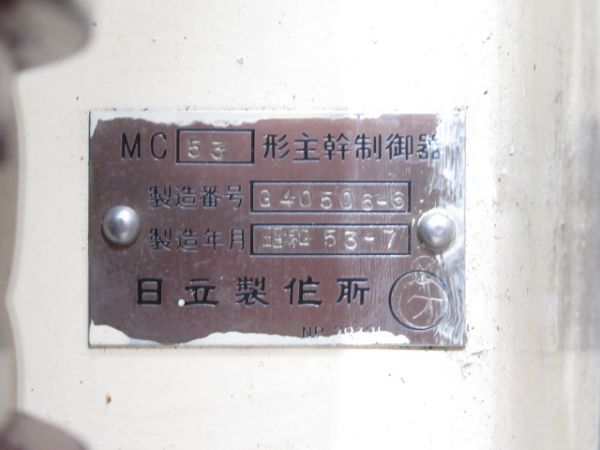 MC 53 形主幹制御器
製造番号 G40506-6
製造年月 昭和 53-7
日立製作所